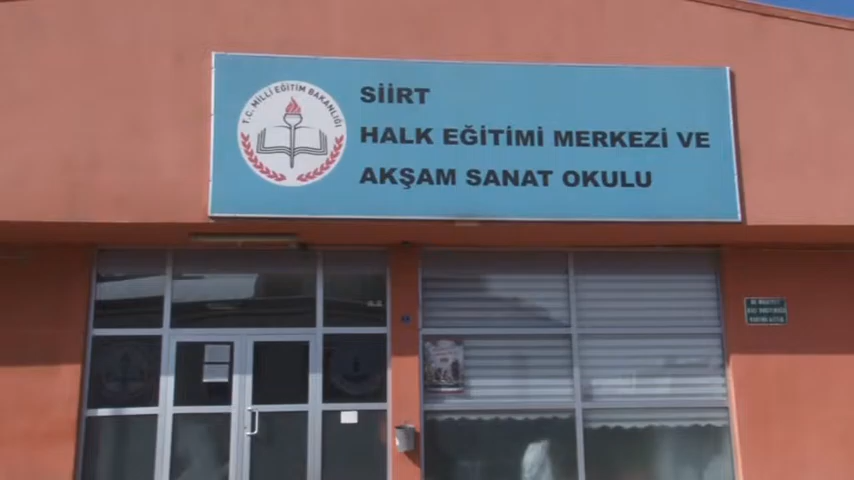 T.C. MİLLİ EĞİTİM BAKANLIĞI
SİİRT
HALK EĞİTİMİ MERKEZİ VE
AKŞAM SANAT OKULU